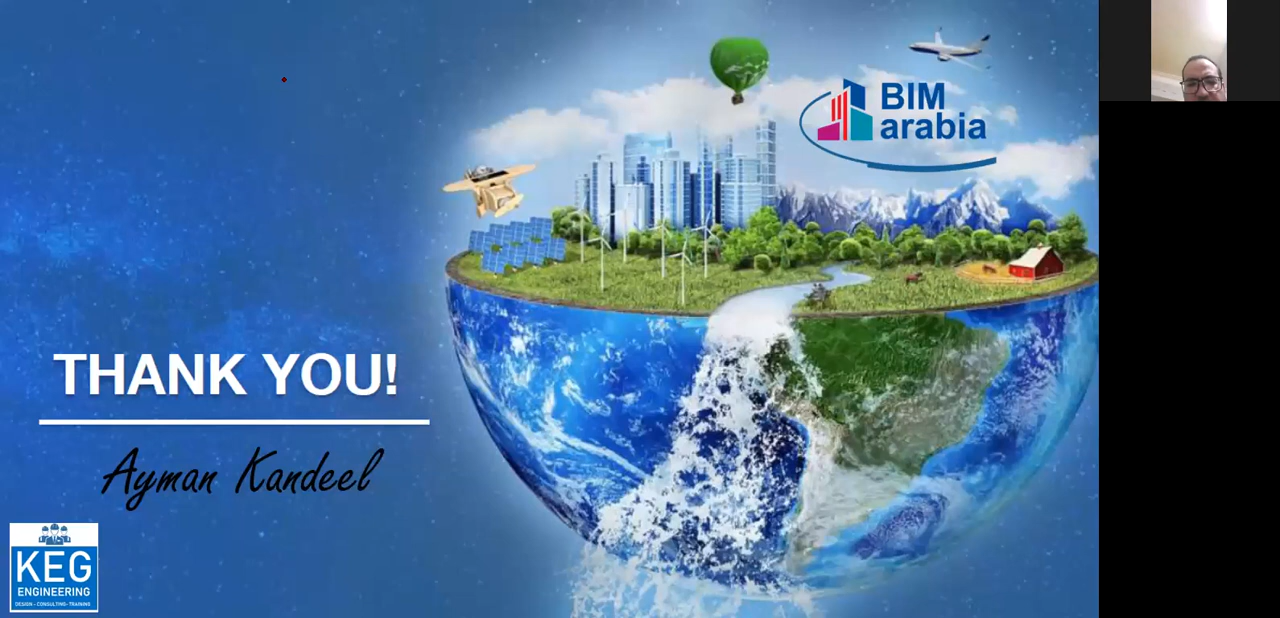 BIM
arabia
THANK YOU!
Ayman Kandeel
KEG
ENGINEERING
DESIGN - CONSULTING - TRAINING